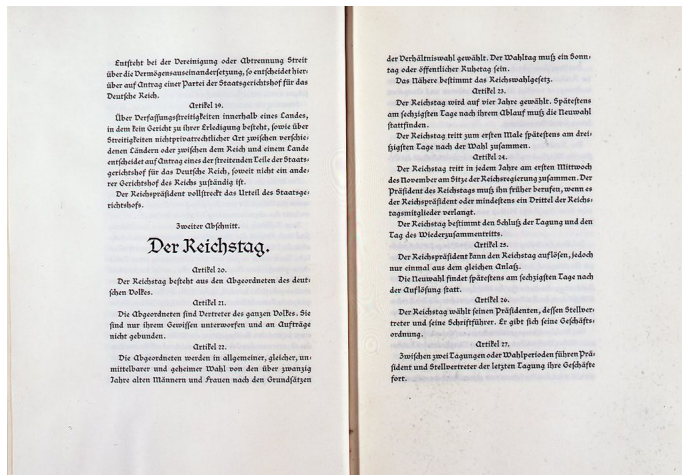 Entsteht bei der Vereinigung oder Abtrennung Streit
über die Vermögensauseinandersetzung, so entscheidet hier-
über auf Antrag einer Partei der Staatsgerichtshof für das
Deutsche Reich.
Artikel 19.
Über Verfassungsstreitigkeiten innerhalb eines Landes,
in dem kein Gericht zu ihrer Erledigung besteht, sowie über
Streitigkeiten nichtprivatrechtlicher Art zwischen verschie-
denen Ländern oder zwischen dem Reich und einem Lande
entscheidet auf Antrag eines der streitenden Teile der Staats-
gerichtshof für das Deutsche Reich, soweit nicht ein ande-
rer Gerichtshof des Reichs zuständig ist.
Der Reichspräsident vollstreckt das Urteil des Staatsge-
richtshofs.
Zweiter Abschnitt.
Der Reichstag.
Artikel 20.
Der Reichstag besteht aus den Abgeordneten des deut-
schen Volkes.
Artikel 21.
Die Abgeordneten sind Vertreter des ganzen Volkes. Sie
sind nur ihrem Gewissen unterworfen und an Aufträge
nicht gebunden.
Artikel 22.
Die Abgeordneten werden in allgemeiner, gleicher, un-
mittelbarer und geheimer Wahl von den über zwanzig
Jahre alten Männern und Frauen nach den Grundsätzen
der Verhältniswahl gewählt. Der Wahltag muß ein Sonn-
tag oder öffentlicher Ruhetag sein.
Das Nähere bestimmt das Reichswahlgesetz.
Artikel 23.
Der Reichstag wird auf vier Jahre gewählt. Spätestens
am sechzigsten Tage nach ihrem Ablauf muß die Neuwahl
stattfinden.
Der Reichstag tritt zum ersten Male spätestens am drei-
ßigsten Tage nach der Wahl zusammen.
Artikel 24.
Der Reichstag tritt in jedem Jahre am ersten Mittwoch
des November am Sitze der Reichsregierung zusammen. Der
Präsident des Reichstags muß ihn früher berufen, wenn es
der Reichspräsident oder mindestens ein Drittel der Reichs-
tagsmitglieder verlangt.
Der Reichstag bestimmt den Schluß der Tagung und den
Tag des Wiederzusammentritts.
Artikel 25.
Der Reichspräsident kann den Reichstag auflösen, jedoch
nur einmal aus dem gleichen Anlaß.
Die Neuwahl findet spätestens am sechzigsten Tage nach
der Auflösung statt.
Artikel 26.
Der Reichstag wählt seinen Präsidenten, dessen Stellver-
treter und seine Schriftführer. Er gibt sich seine Geschäfts-
ordnung.
Artikel 27.
Zwischen zwei Tagungen oder Wahlperioden führen Prä-
sident und Stellvertreter der letzten Tagung ihre Geschäfte
fort.